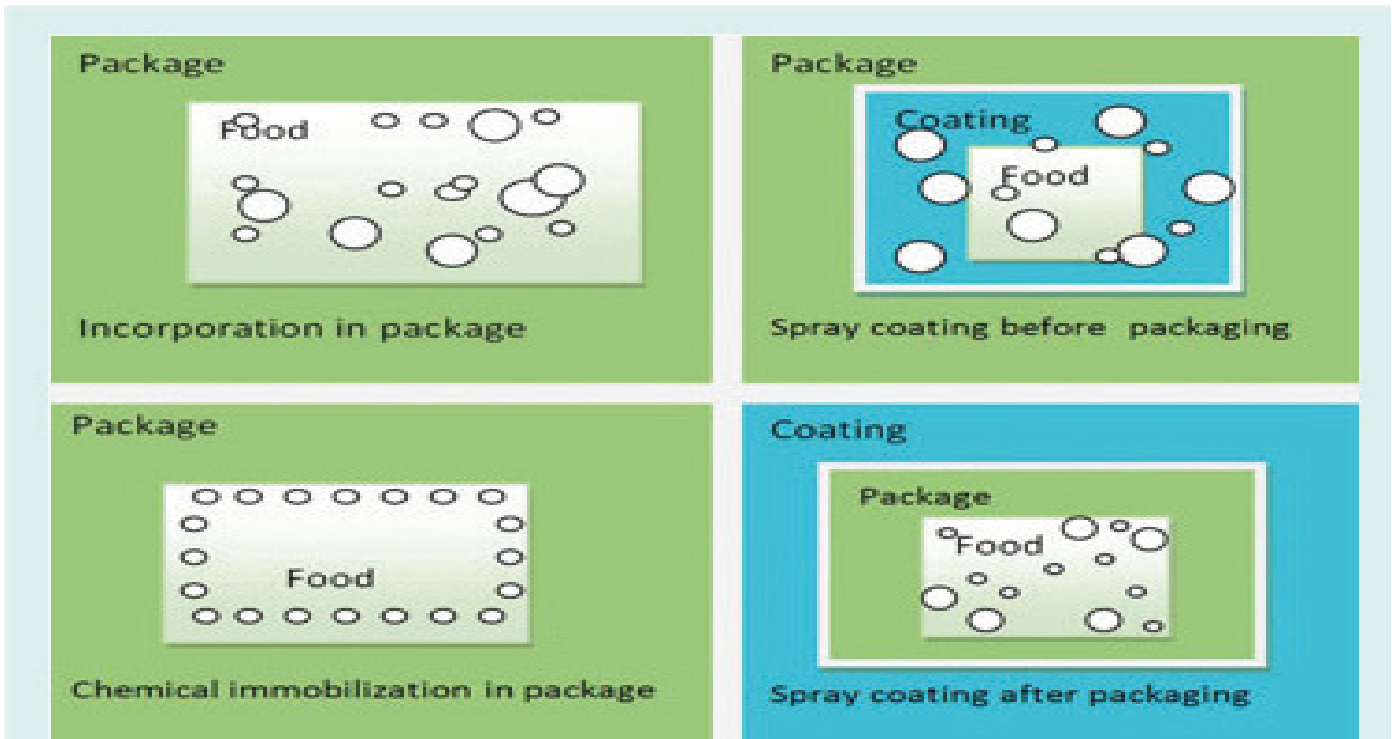 Package
Food
Incorporation in package
Package
Coating
Food
Spray coating before packaging
Package
Food
Chemical immobilization in package
Coating
Package
Food
Spray coating after packaging